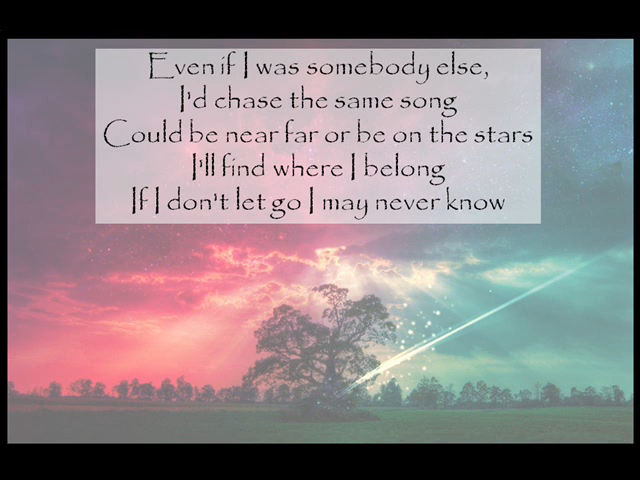 Even if I was somebody else,
I'd chase the same song
Could be near far or be on the stars
I'll find where I belong
If I don't let go I may never know